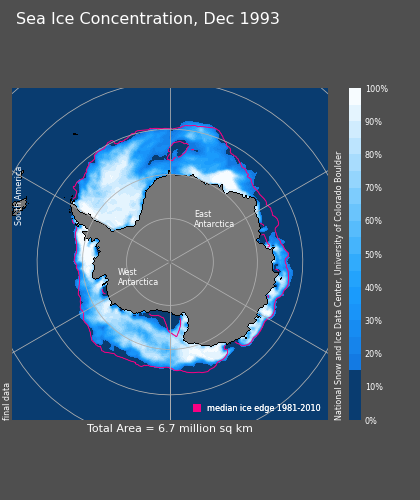 Sea Ice Concentration, Dec 1993
South America
East
Antarctica
West
Antarctica
final data
median ice edge 1981-2010
Total Area = 6.7 million sq km
National Snow and Ice Data Center, University of Colorado Boulder
100%
90%
80%
70%
60%
50%
40%
30%
20%
10%
0%